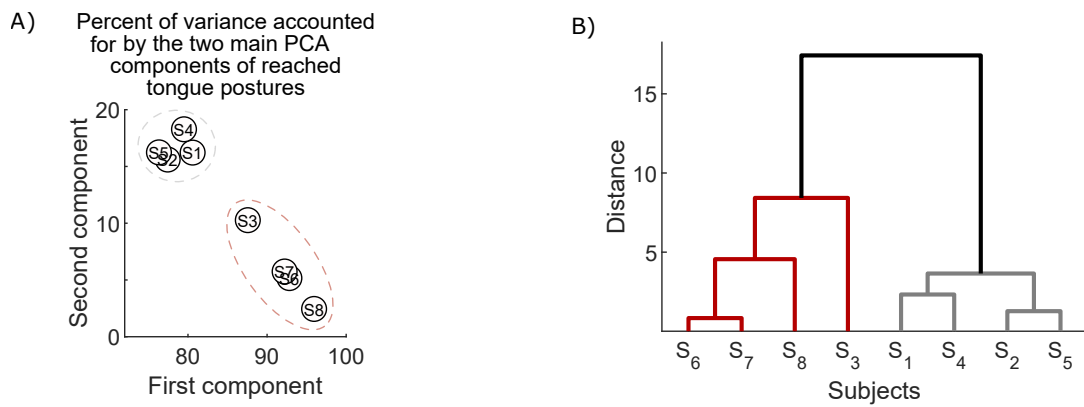 A)
Percent of variance accounted
for by the two main PCA
components of reached
tongue postures
20
10
0
Second component
S4
S5
S1
S2
S3
S7
S6
S8
80
90
100
First component
B)
15
10
5
Distance
S₆
S₇
S₈
S₃
S₁
S₄
S₂
S₅
Subjects